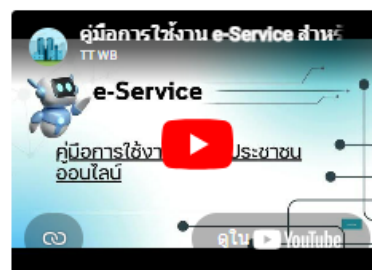 คู่มือการใช้งาน e-Service สำหรั
TT WB
e-Service
คู่มือการใช้งา ประชาชน
ออนไลน์
ดูใน YouTube